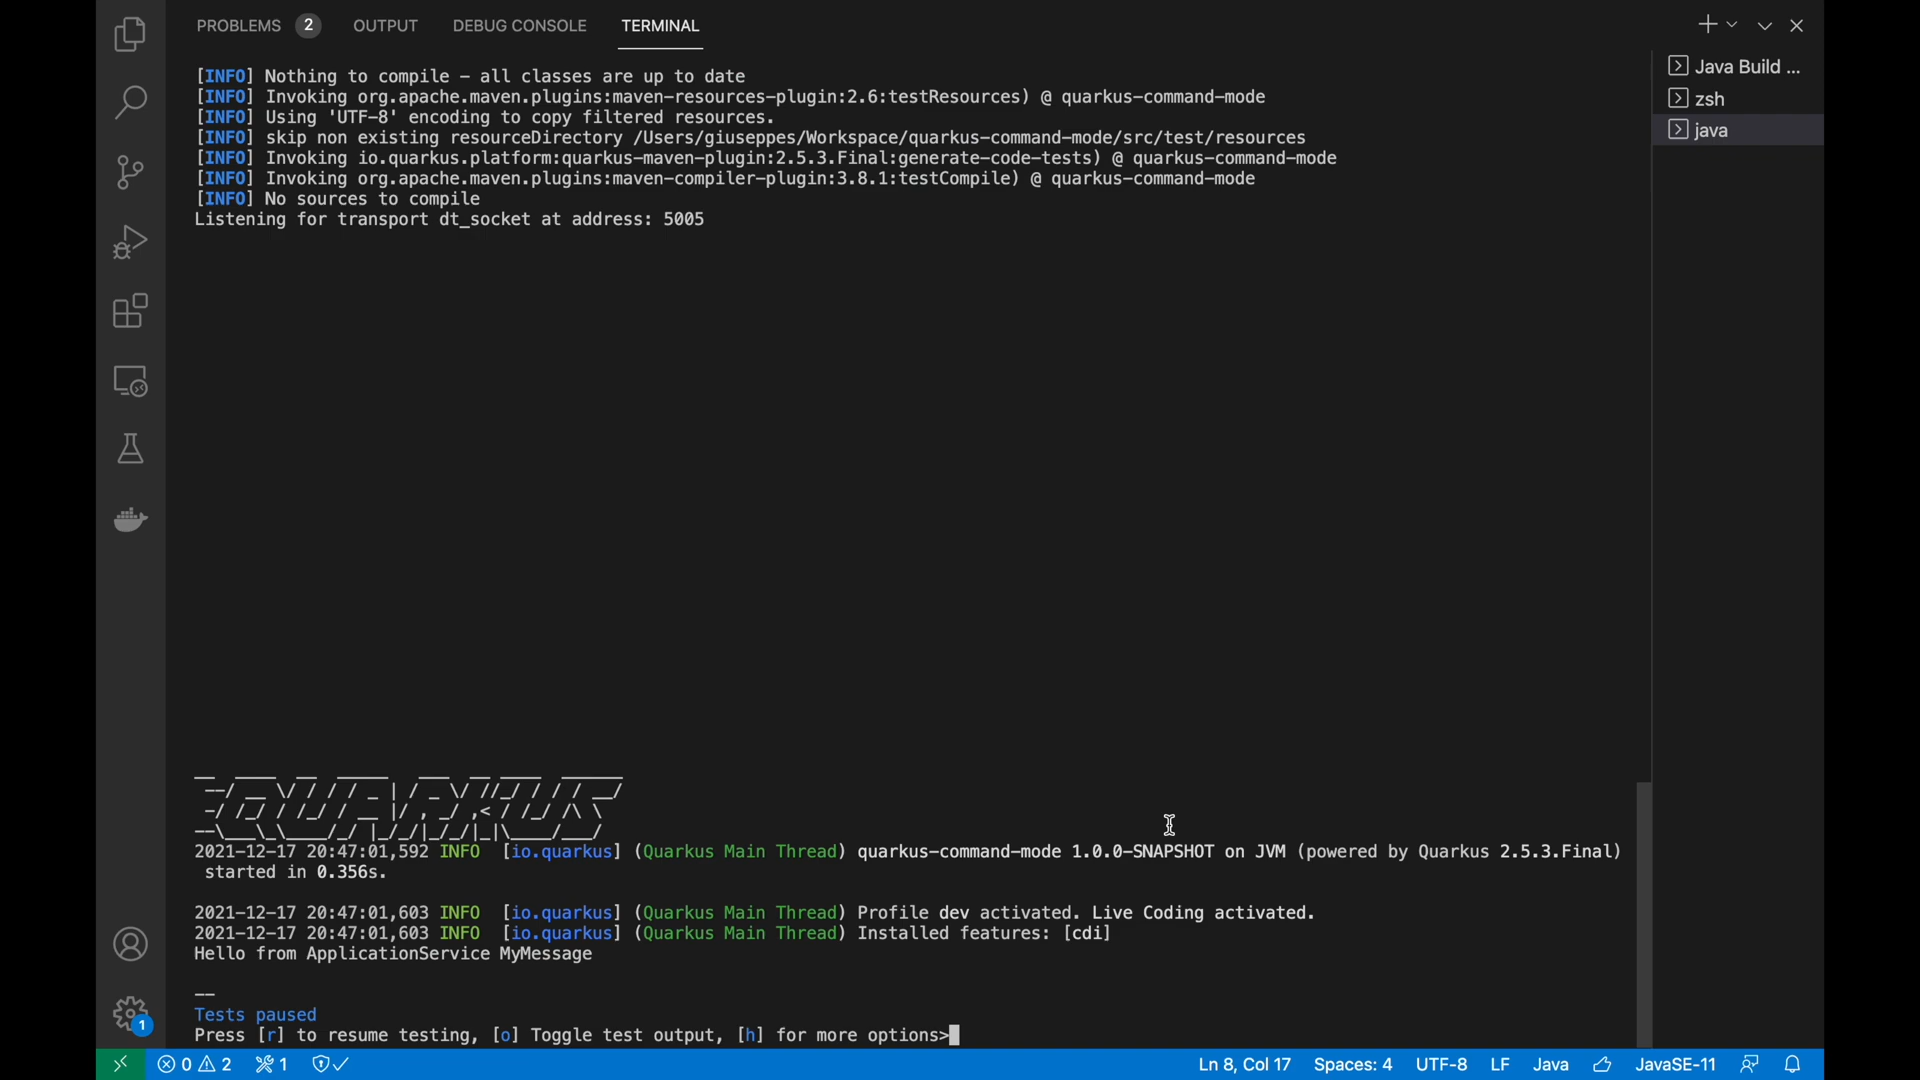 PROBLEMS 2 OUTPUT DEBUG CONSOLE TERMINAL
[INFO] Nothing to compile - all classes are up to date
[INFO] Invoking org.apache.maven.plugins:maven-resources-plugin:2.6:testResources) @ quarkus-command-mode
[INFO] Using 'UTF-8' encoding to copy filtered resources.
[INFO] skip non existing resourceDirectory /Users/giuseppes/Workspace/quarkus-command-mode/src/test/resources
[INFO] Invoking io.quarkus.platform:quarkus-maven-plugin:2.5.3.Final:generate-code-tests) @ quarkus-command-mode
[INFO] Invoking org.apache.maven.plugins:maven-compiler-plugin:3.8.1:testCompile) @ quarkus-command-mode
[INFO] No sources to compile
Listening for transport dt_socket at address: 5005
Java Build ...
zsh
java
QUARKUS
2021-12-17 20:47:01,592 INFO [io.quarkus] (Quarkus Main Thread) quarkus-command-mode 1.0.0-SNAPSHOT on JVM (powered by Quarkus 2.5.3.Final)
started in 0.356s.
2021-12-17 20:47:01,603 INFO [io.quarkus] (Quarkus Main Thread) Profile dev activated. Live Coding activated.
2021-12-17 20:47:01,603 INFO [io.quarkus] (Quarkus Main Thread) Installed features: [cdi]
Hello from ApplicationService MyMessage
--
Tests paused
Press [r] to resume testing, [o] Toggle test output, [h] for more options>
1
0 2 1 Ln 8, Col 17 Spaces: 4 UTF-8 LF Java JavaSE-11